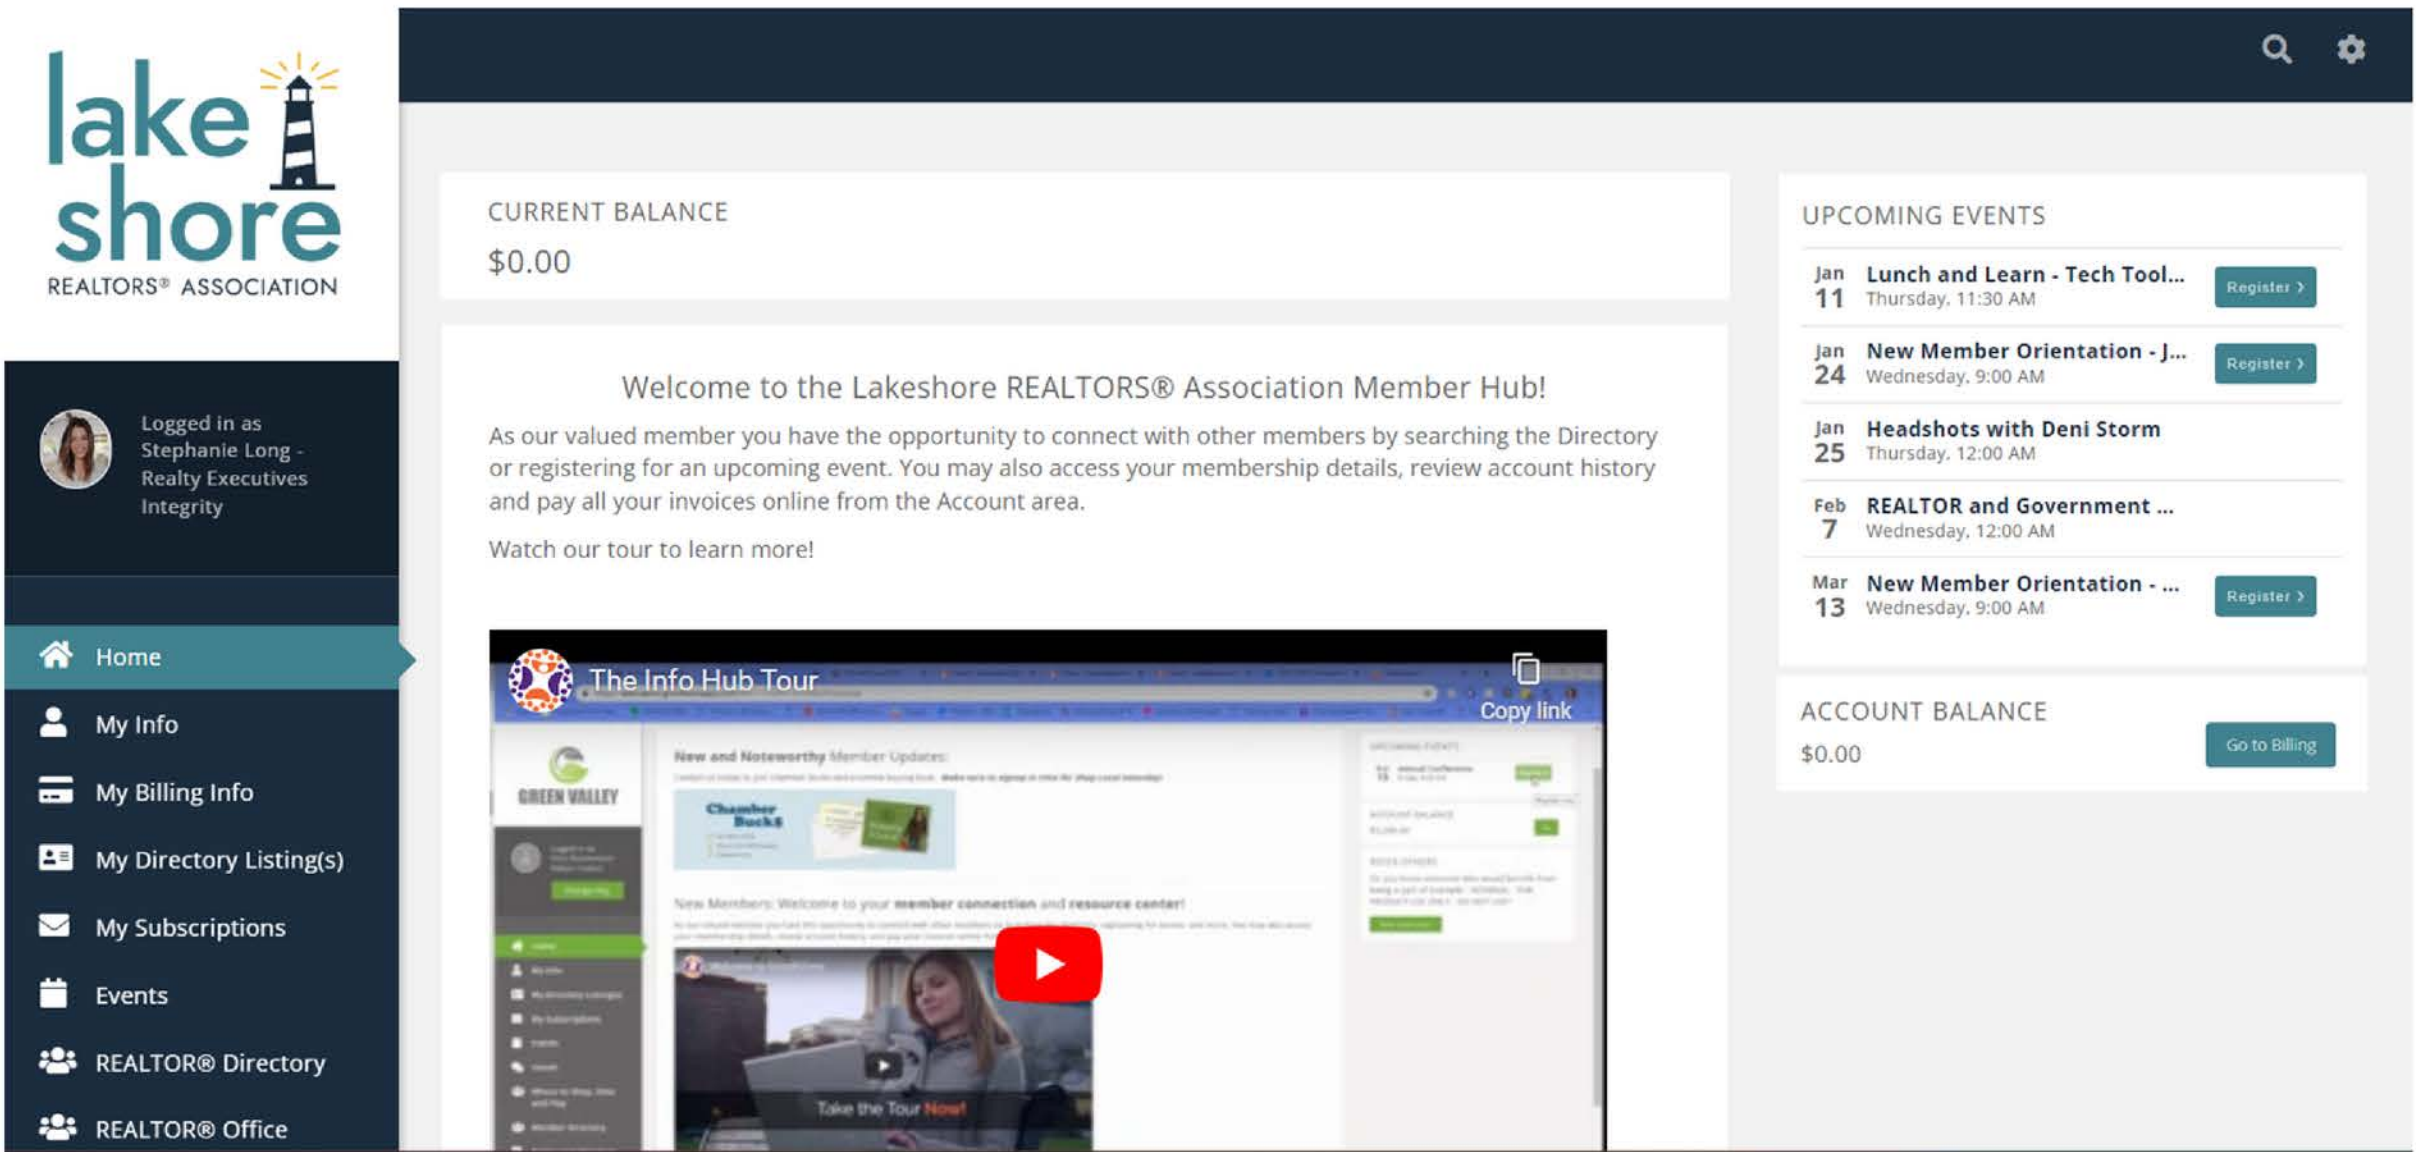 lake
shore
REALTORS® ASSOCIATION
Logged in as
Stephanie Long -
Realty Executives
Integrity
Home
My Info
My Billing Info
My Directory Listing(s)
My Subscriptions
Events
REALTOR® Directory
REALTOR® Office
CURRENT BALANCE
$0.00
Welcome to the Lakeshore REALTORS® Association Member Hub!
As our valued member you have the opportunity to connect with other members by searching the Directory
or registering for an upcoming event. You may also access your membership details, review account history
and pay all your invoices online from the Account area.
Watch our tour to learn more!
The Info Hub Tour
Copy link
GREEN VALLEY
New and Noteworthy Member Updates:
Chamber
Bucks
New Members: Welcome to your member connection and resource center!
Take the Tour Now!
UPCOMING EVENTS
Jan 11 Lunch and Learn - Tech Tool... Register >
Thursday, 11:30 AM
Jan 24 New Member Orientation - J... Register >
Wednesday, 9:00 AM
Jan 25 Headshots with Deni Storm
Thursday, 12:00 AM
Feb 7 REALTOR and Government ...
Wednesday, 12:00 AM
Mar 13 New Member Orientation - ... Register >
Wednesday, 9:00 AM
ACCOUNT BALANCE
$0.00
Go to Billing